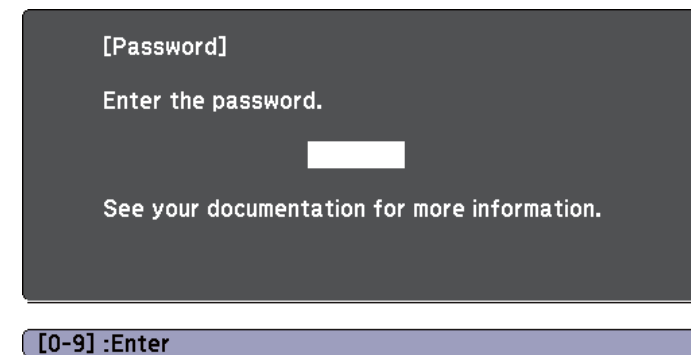 [Password]
Enter the password.
See your documentation for more information.
[0-9] :Enter